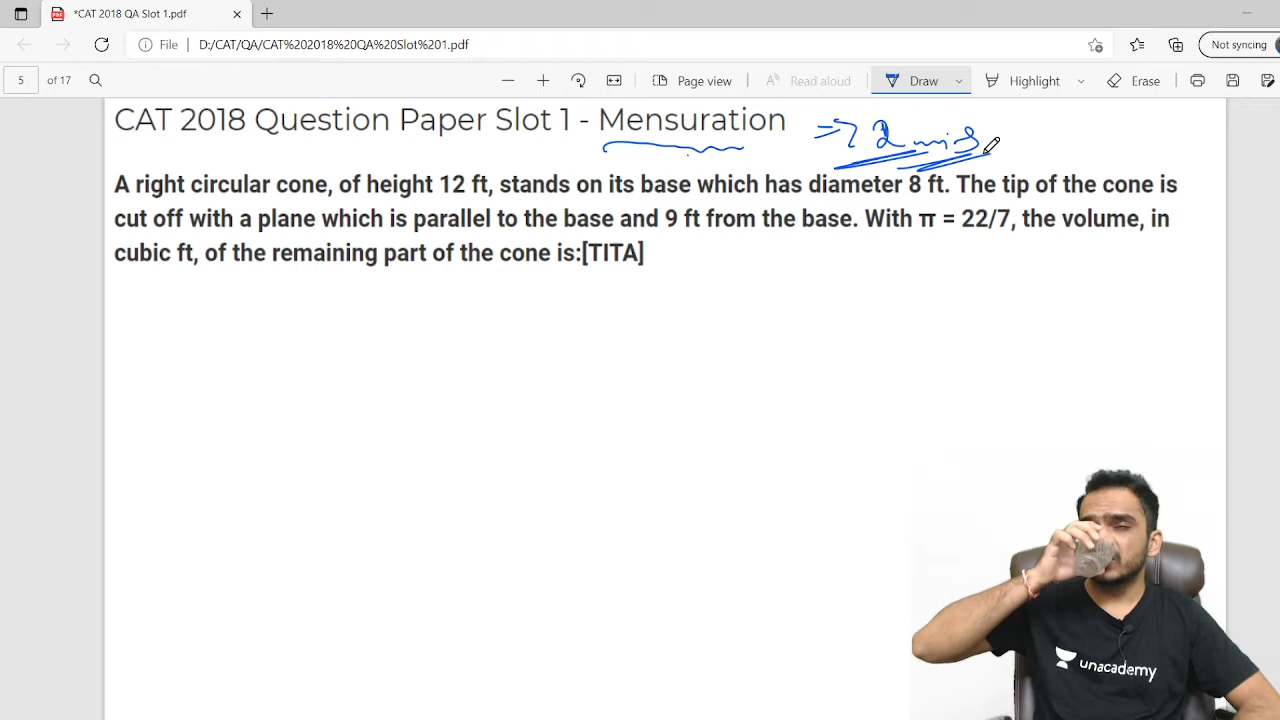 *CAT 2018 QA Slot 1.pdf
File D:/CAT/QA/CAT%202018%20QA%20Slot%201.pdf Not syncing
5 of 17 Page view Read aloud Draw Highlight Erase
CAT 2018 Question Paper Slot 1 - Mensuration => 2 mins
A right circular cone, of height 12 ft, stands on its base which has diameter 8 ft. The tip of the cone is
cut off with a plane which is parallel to the base and 9 ft from the base. With π = 22/7, the volume, in
cubic ft, of the remaining part of the cone is:[TITA]
unacademy